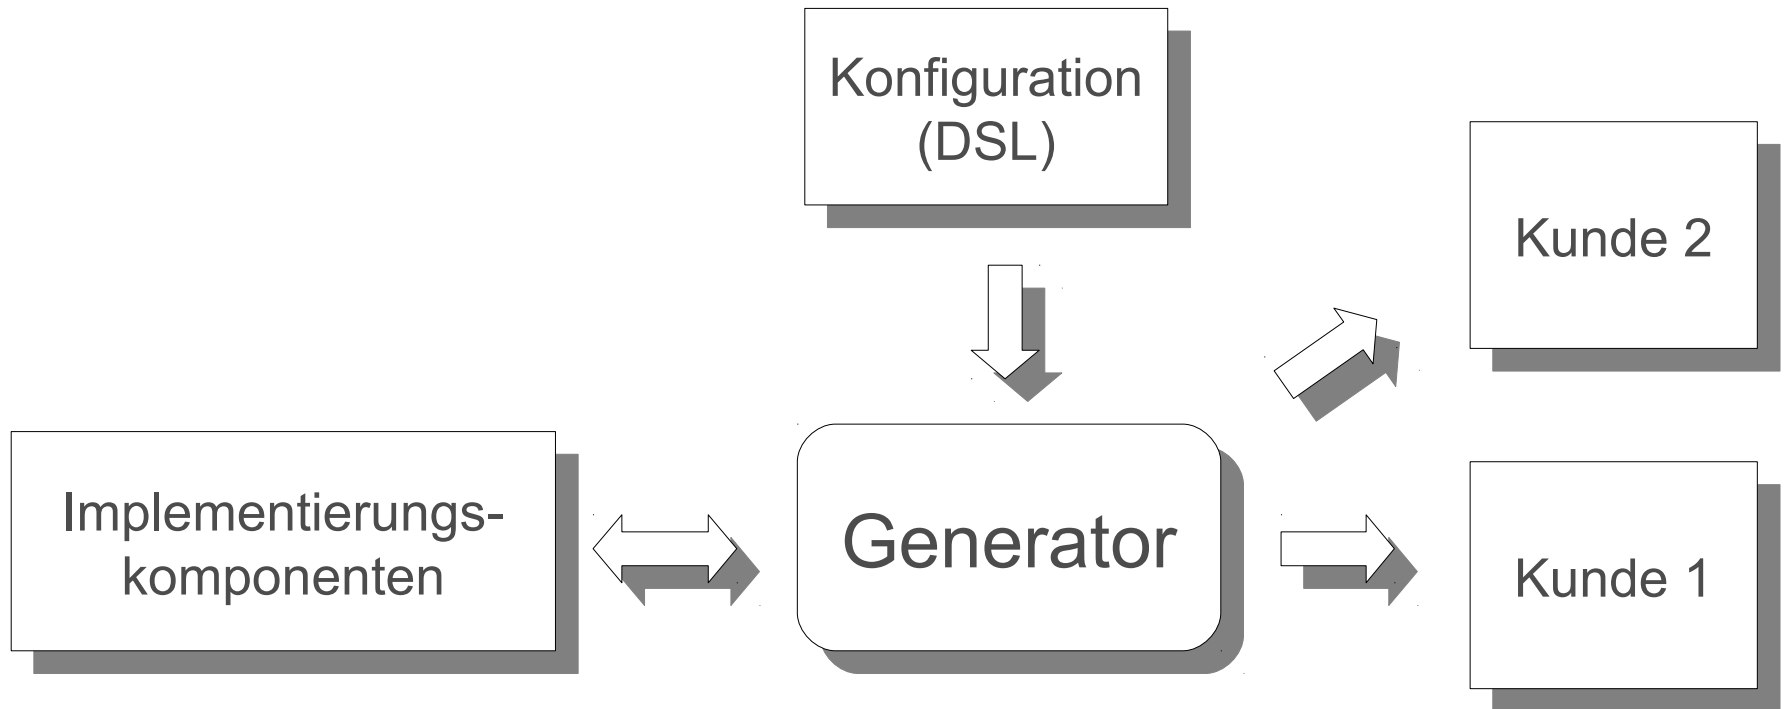 Konfiguration
(DSL)
Kunde 2
Implementierungs-
komponenten
Generator
Kunde 1